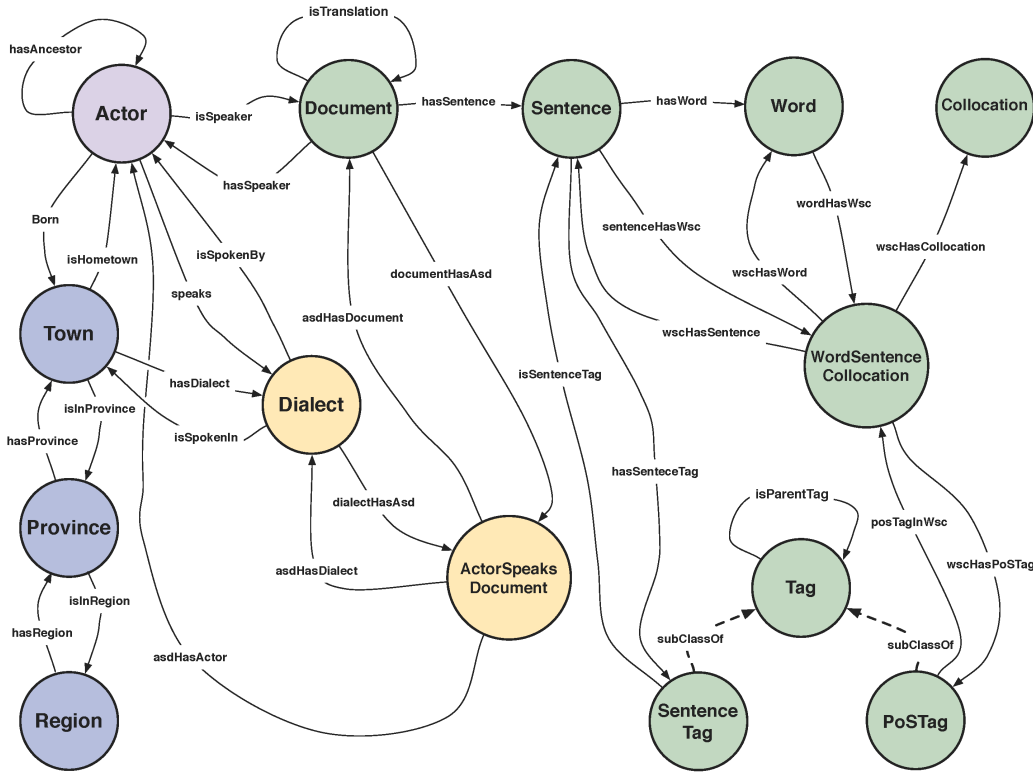 isTranslation
hasAncestor
Actor
isSpeaker
Document
hasSentence
Sentence
hasWord
Word
Collocation
hasSpeaker
Born
isHometown
isSpokenBy
speaks
documentHasAsd
asdHasDocument
sentenceHasWsc
wordHasWsc
wscHasCollocation
wscHasWord
wscHasSentence
Town
hasDialect
Dialect
isSentenceTag
WordSentence
Collocation
isInProvince
hasProvince
isSpokenIn
hasSenteceTag
dialectHasAsd
isParentTag
posTagInWsc
wscHasPoSTag
Province
asdHasDialect
ActorSpeaks
Document
Tag
isInRegion
hasRegion
asdHasActor
subClassOf
subClassOf
Region
Sentence
Tag
PoSTag